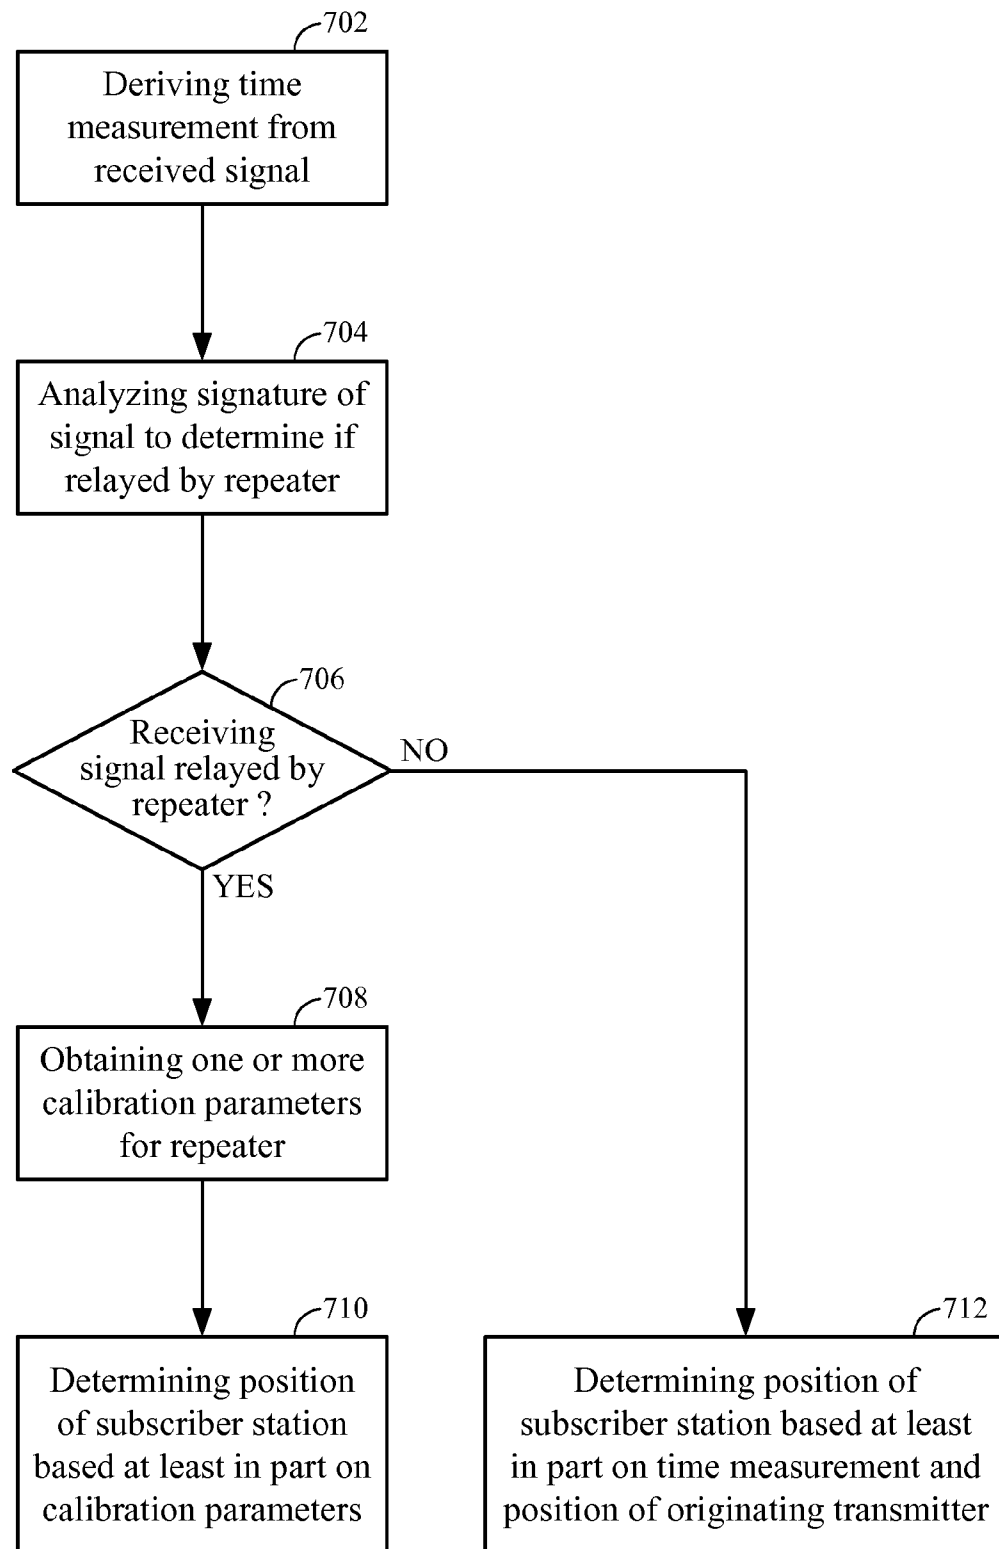 702
Deriving time
measurement from
received signal
704
Analyzing signature of
signal to determine if
relayed by repeater
706
Receiving
signal relayed by
repeater ?
NO
YES
708
Obtaining one or more
calibration parameters
for repeater
710
Determining position
of subscriber station
based at least in part on
calibration parameters
712
Determining position of
subscriber station based at least
in part on time measurement and
position of originating transmitter